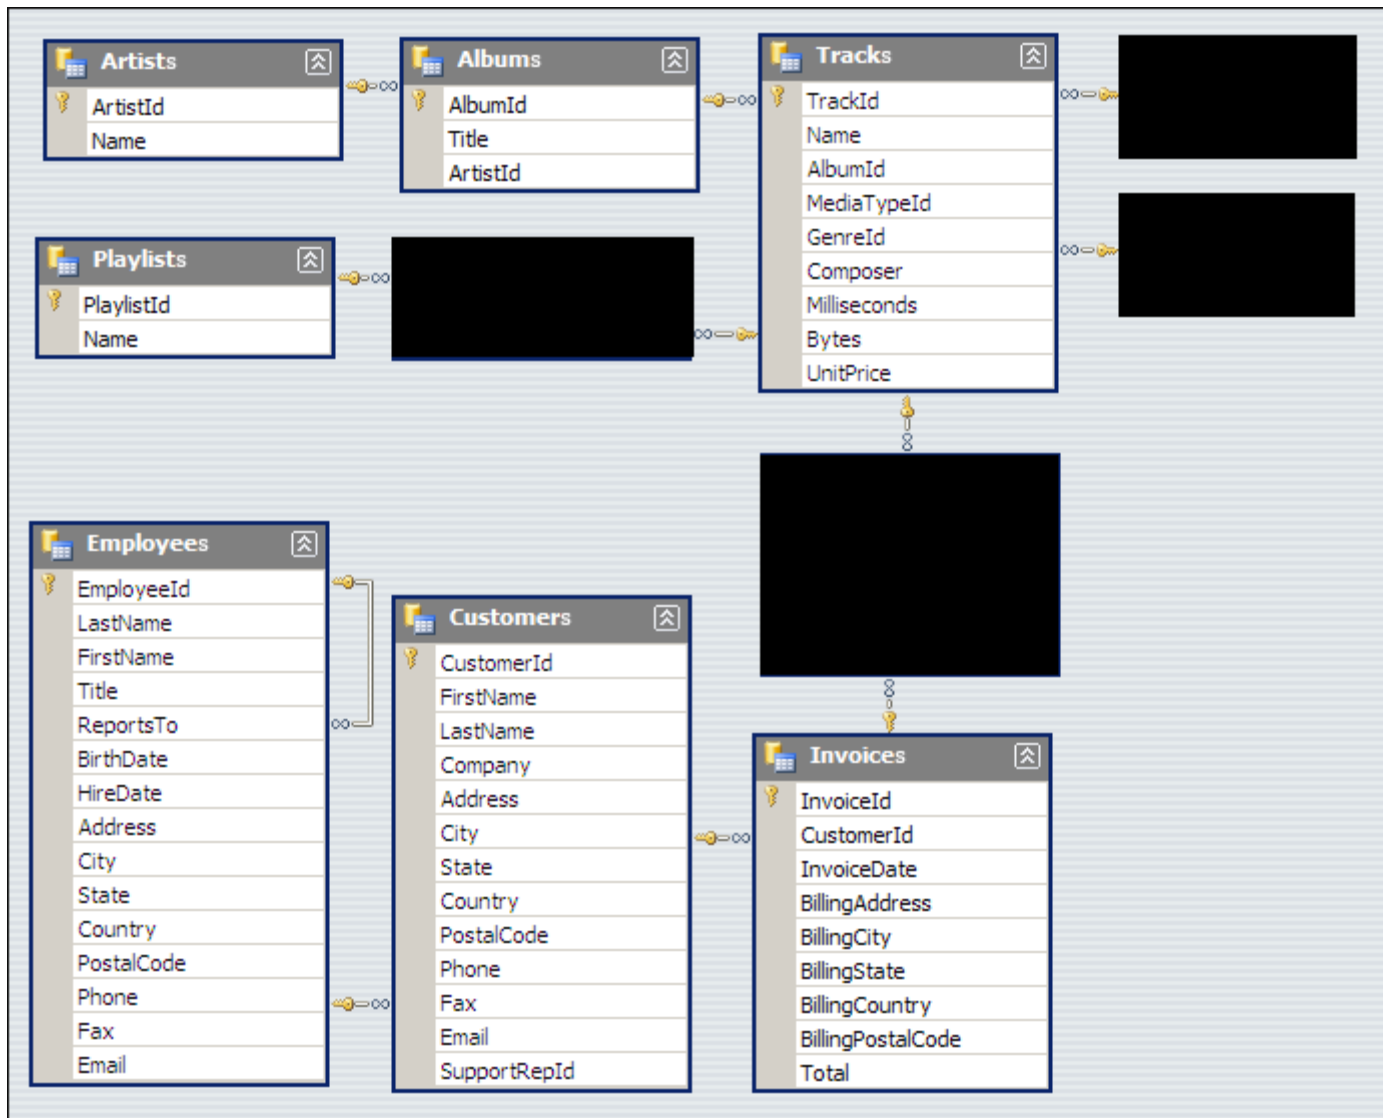 Artists
ArtistId
Name
Albums
AlbumId
Title
ArtistId
Tracks
TrackId
Name
AlbumId
MediaTypeId
GenreId
Composer
Milliseconds
Bytes
UnitPrice
Playlists
PlaylistId
Name
Employees
EmployeeId
LastName
FirstName
Title
ReportsTo
BirthDate
HireDate
Address
City
State
Country
PostalCode
Phone
Fax
Email
Customers
CustomerId
FirstName
LastName
Company
Address
City
State
Country
PostalCode
Phone
Fax
Email
SupportRepId
Invoices
InvoiceId
CustomerId
InvoiceDate
BillingAddress
BillingCity
BillingState
BillingCountry
BillingPostalCode
Total